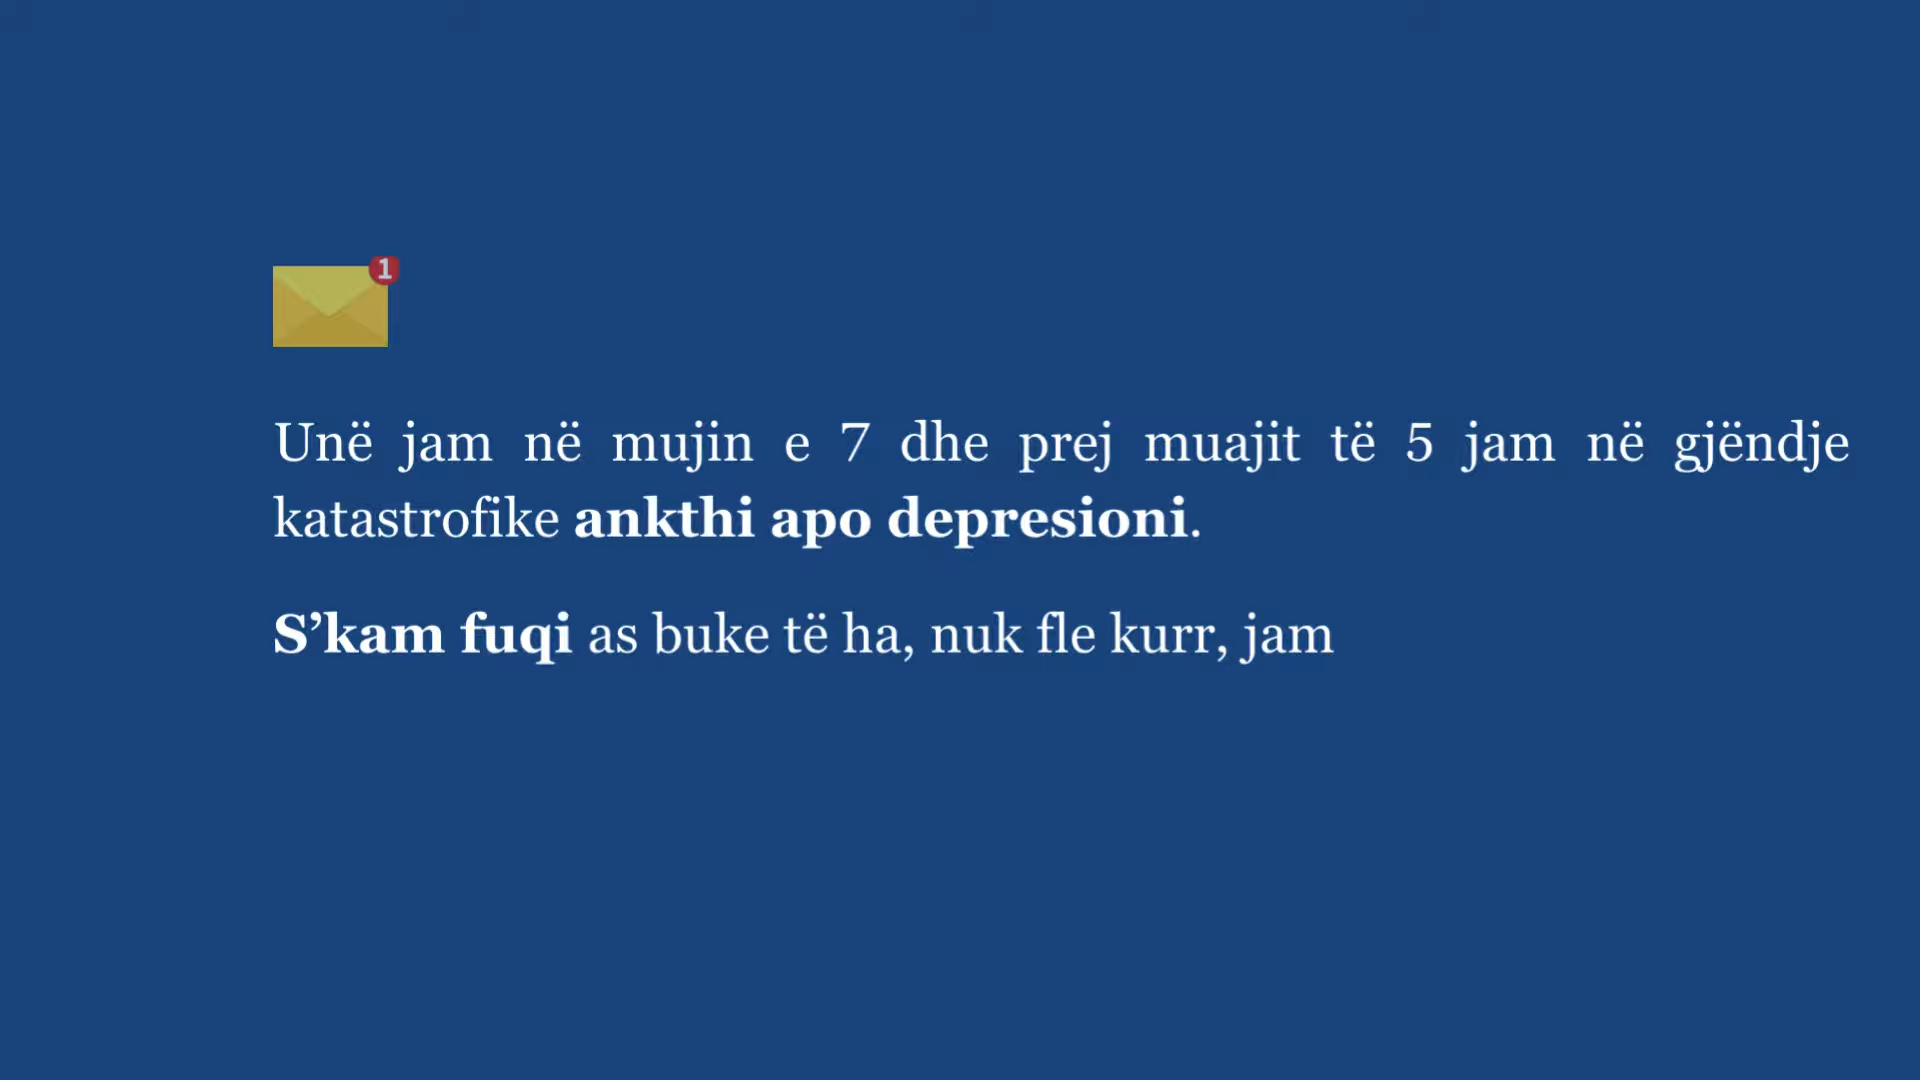 1
Unë jam në mujin e 7 dhe prej muajit të 5 jam në gjëndje
katastrofike ankthi apo depresioni.
S’kam fuqi as buke të ha, nuk fle kurr, jam